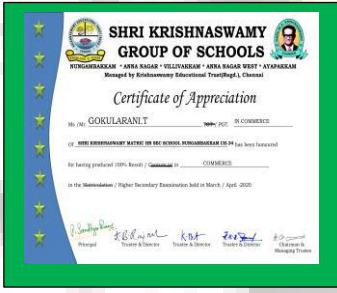 SHRI KRISHNASWAMY
GROUP OF SCHOOLS
NUNGAMBAKKAM * ANNA NAGAR * VILLIVAKKAM * ANNA NAGAR WEST * AYAPAKKAM
Managed by Krishnaswamy Educational Trust(Regd.), Chennai
Certificate of Appreciation
Ms /Mr GOKULARANI.T PGT IN COMMERCE
Of SHRI KRISHNASWAMY MATRIC HR SEC SCHOOL NUNGAMBAKKAM CH 34 has been honoured
for having produced 100% Result / Centums in COMMERCE
in the Matriculation / Higher Secondary Examination held in March / April -2020
Principal Trustee & Director Trustee & Director Trustee & Director Chairman &
Managing Trustee